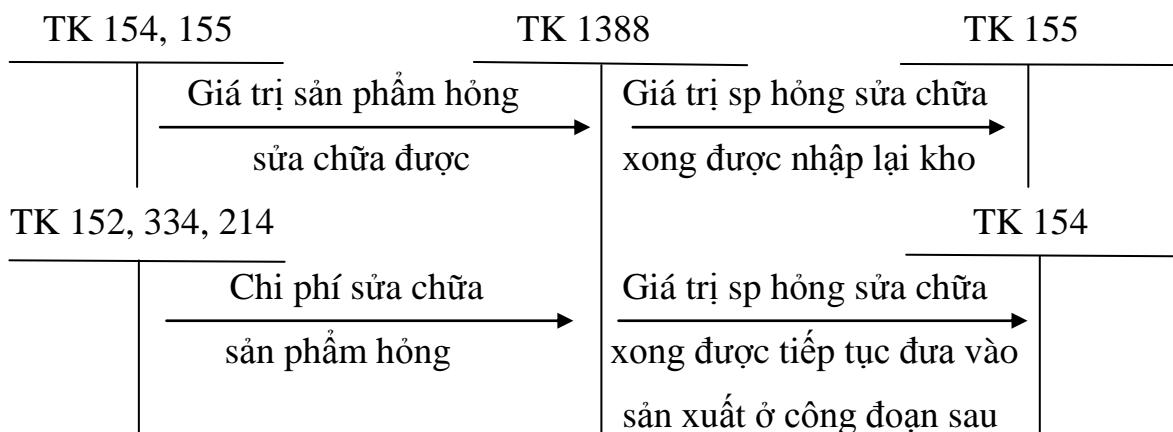 TK 154, 155
TK 1388
TK 155
Giá trị sản phẩm hỏng
sửa chữa được
Giá trị sp hỏng sửa chữa
xong được nhập lại kho
TK 152, 334, 214
TK 154
Chi phí sửa chữa
sản phẩm hỏng
Giá trị sp hỏng sửa chữa
xong được tiếp tục đưa vào
sản xuất ở công đoạn sau